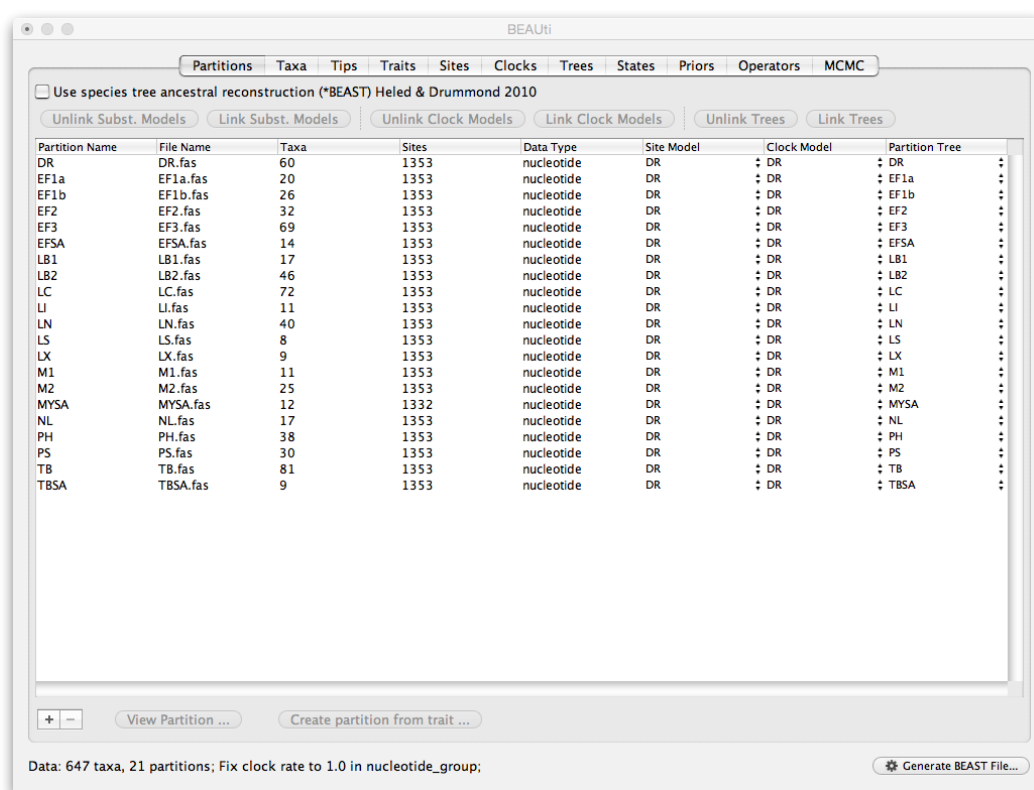 BEAUti
Partitions Taxa Tips Traits Sites Clocks Trees States Priors Operators MCMC
Use species tree ancestral reconstruction (*BEAST) Heled & Drummond 2010
Unlink Subst. Models Link Subst. Models Unlink Clock Models Link Clock Models Unlink Trees Link Trees
Partition Name File Name Taxa Sites Data Type Site Model Clock Model Partition Tree
DR DR.fas 60 1353 nucleotide DR DR DR
EF1a EF1a.fas 20 1353 nucleotide DR DR EF1a
EF1b EF1b.fas 26 1353 nucleotide DR DR EF1b
EF2 EF2.fas 32 1353 nucleotide DR DR EF2
EF3 EF3.fas 69 1353 nucleotide DR DR EF3
EFSA EFSA.fas 14 1353 nucleotide DR DR EFSA
LB1 LB1.fas 17 1353 nucleotide DR DR LB1
LB2 LB2.fas 46 1353 nucleotide DR DR LB2
LC LC.fas 72 1353 nucleotide DR DR LC
LI LI.fas 11 1353 nucleotide DR DR LI
LN LN.fas 40 1353 nucleotide DR DR LN
LS LS.fas 8 1353 nucleotide DR DR LS
LX LX.fas 9 1353 nucleotide DR DR LX
M1 M1.fas 11 1353 nucleotide DR DR M1
M2 M2.fas 25 1353 nucleotide DR DR M2
MYSA MYSA.fas 12 1332 nucleotide DR DR MYSA
NL NL.fas 17 1353 nucleotide DR DR NL
PH PH.fas 38 1353 nucleotide DR DR PH
PS PS.fas 30 1353 nucleotide DR DR PS
TB TB.fas 81 1353 nucleotide DR DR TB
TBSA TBSA.fas 9 1353 nucleotide DR DR TBSA
+ − View Partition ... Create partition from trait ...
Data: 647 taxa, 21 partitions; Fix clock rate to 1.0 in nucleotide_group; Generate BEAST File...